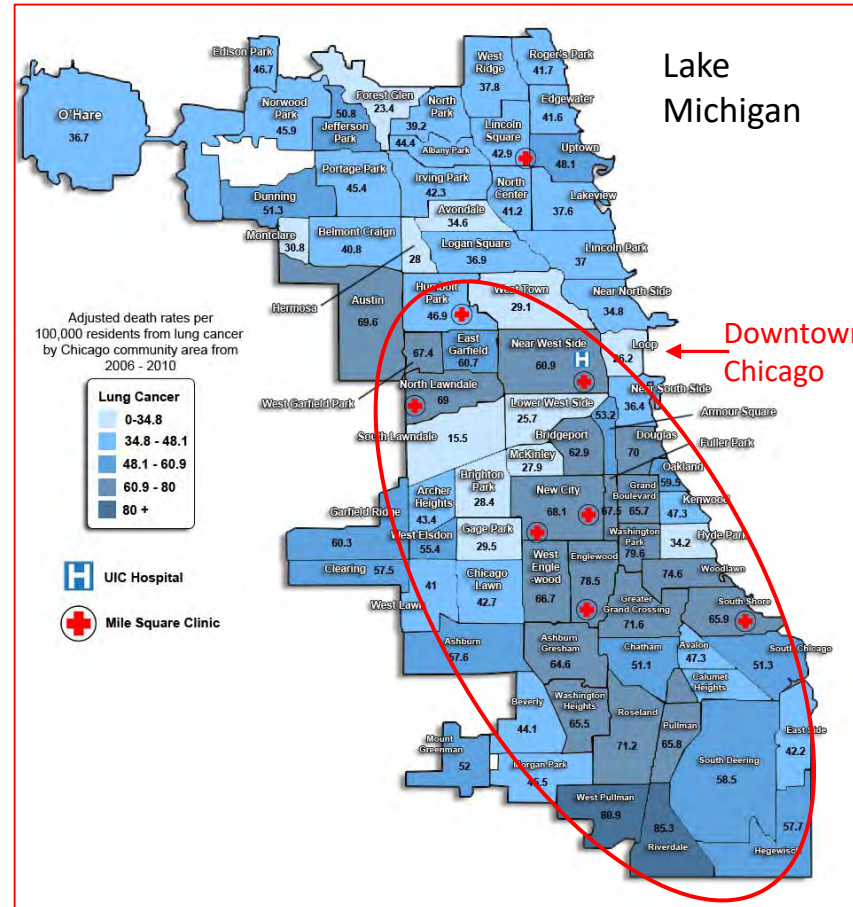 Lake
Michigan
Edison Park
46.7
O'Hare
36.7
Norwood
Park
45.9
50.8
Jefferson
Park
Forest Glen
23.4
North
Park
39.2
44.4
Albany Park
West
Ridge
37.8
Roger's Park
41.7
Edgewater
41.6
Lincoln
Square
42.9
Uptown
48.1
Portage Park
45.4
Irving Park
42.3
North
Center
41.2
Lakeview
37.6
Dunning
51.3
Avondale
34.6
Montclare
30.8
Belmont Craign
40.8
28
Hermosa
Logan Square
36.9
Lincoln Park
37
Austin
69.6
Humbolt
Park
46.9
West Town
29.1
Near North Side
34.8
Adjusted death rates per
100,000 residents from lung cancer
by Chicago community area from
2006 - 2010
Lung Cancer
0-34.8
34.8 - 48.1
48.1 - 60.9
60.9 - 80
80 +
H UIC Hospital
Mile Square Clinic
67.4
West Garfield Park
East
Garfield
60.7
Near West Side
H
60.9
Loop
26.2
Downtown
Chicago
North Lawndale
69
Near South Side
36.4
Lower West Side
25.7
53.2
Armour Square
South Lawndale
15.5
Bridgeport
62.9
Douglas
70
Fuller Park
McKinley
27.9
Oakland
59.5
Brighton
Park
28.4
Archer
Heights
43.4
New City
68.1
67.5
Grand
Boulevard
65.7
Kenwood
47.3
Garfield Ridge
60.3
West Elsdon
55.4
Gage Park
29.5
Washington
Park
79.6
Hyde Park
34.2
Clearing
57.5
West
Engle
wood
66.7
Englewood
78.5
Woodlawn
74.6
41
West Lawn
Chicago
Lawn
42.7
Greater
Grand Crossing
71.6
South Shore
65.9
Ashburn
57.6
Ashburn
Gresham
64.6
Chatham
51.1
Avalon
47.3
South Chicago
51.3
Calumet
Heights
Beverly
44.1
Washington
Heights
65.5
Roseland
71.2
Pullman
65.8
East Side
42.2
Mount
Greenman
52
Morgan Park
45.5
South Deering
58.5
West Pullman
80.9
85.3
Riverdale
57.7
Hegewisch